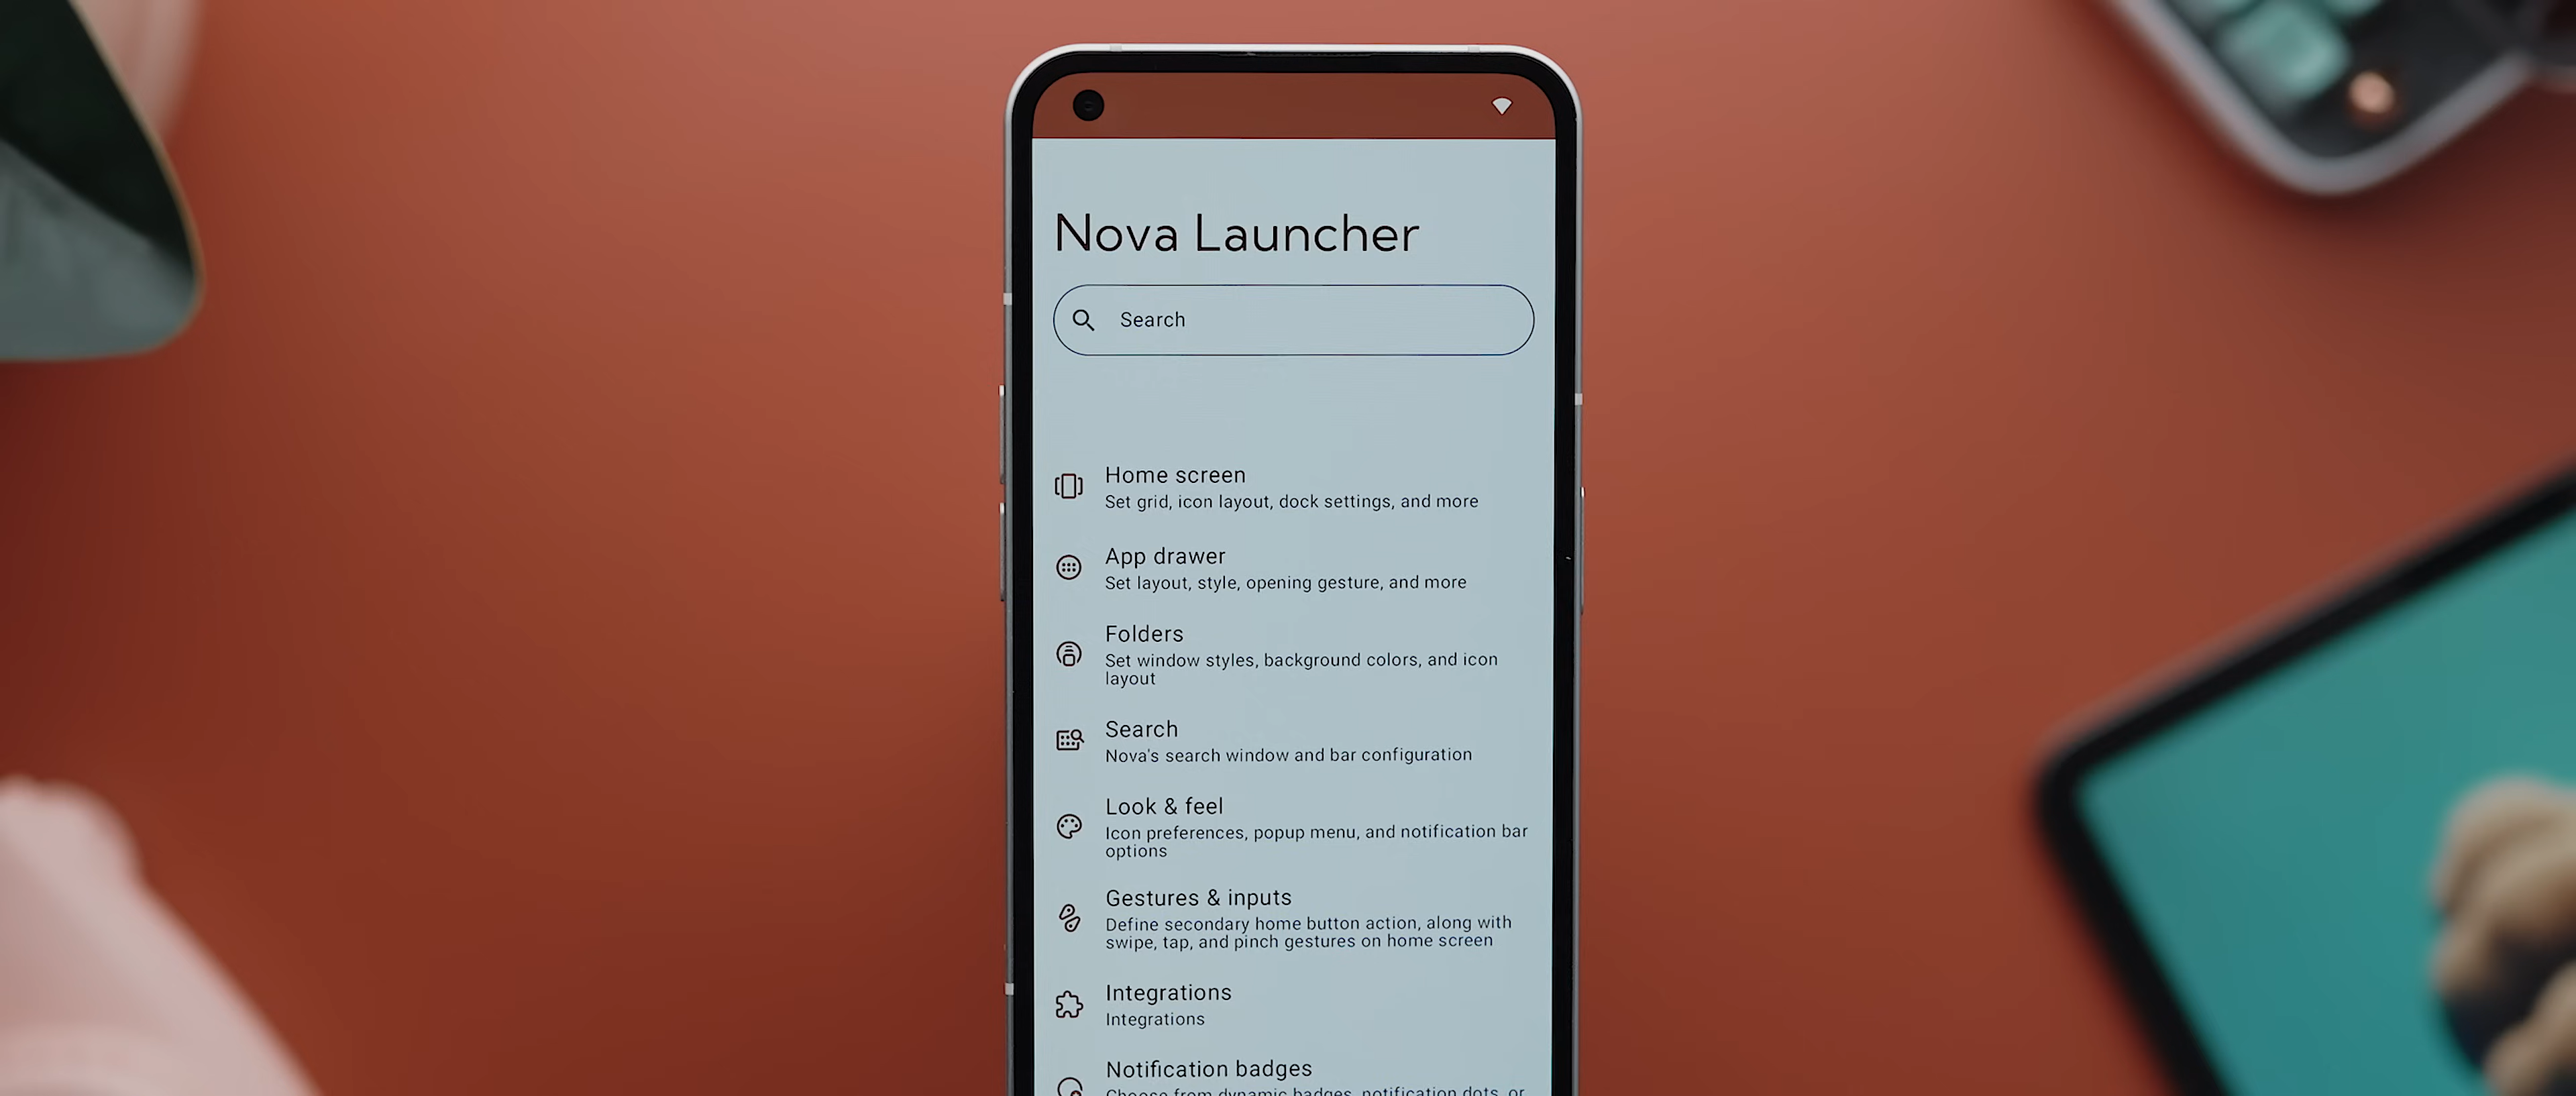 Nova Launcher
Search
Home screen
Set grid, icon layout, dock settings, and more
App drawer
Set layout, style, opening gesture, and more
Folders
Set window styles, background colors, and icon
layout
Search
Nova's search window and bar configuration
Look & feel
Icon preferences, popup menu, and notification bar
options
Gestures & inputs
Define secondary home button action, along with
swipe, tap, and pinch gestures on home screen
Integrations
Integrations
Notification badges
Choose from dynamic badges, notification dots, or